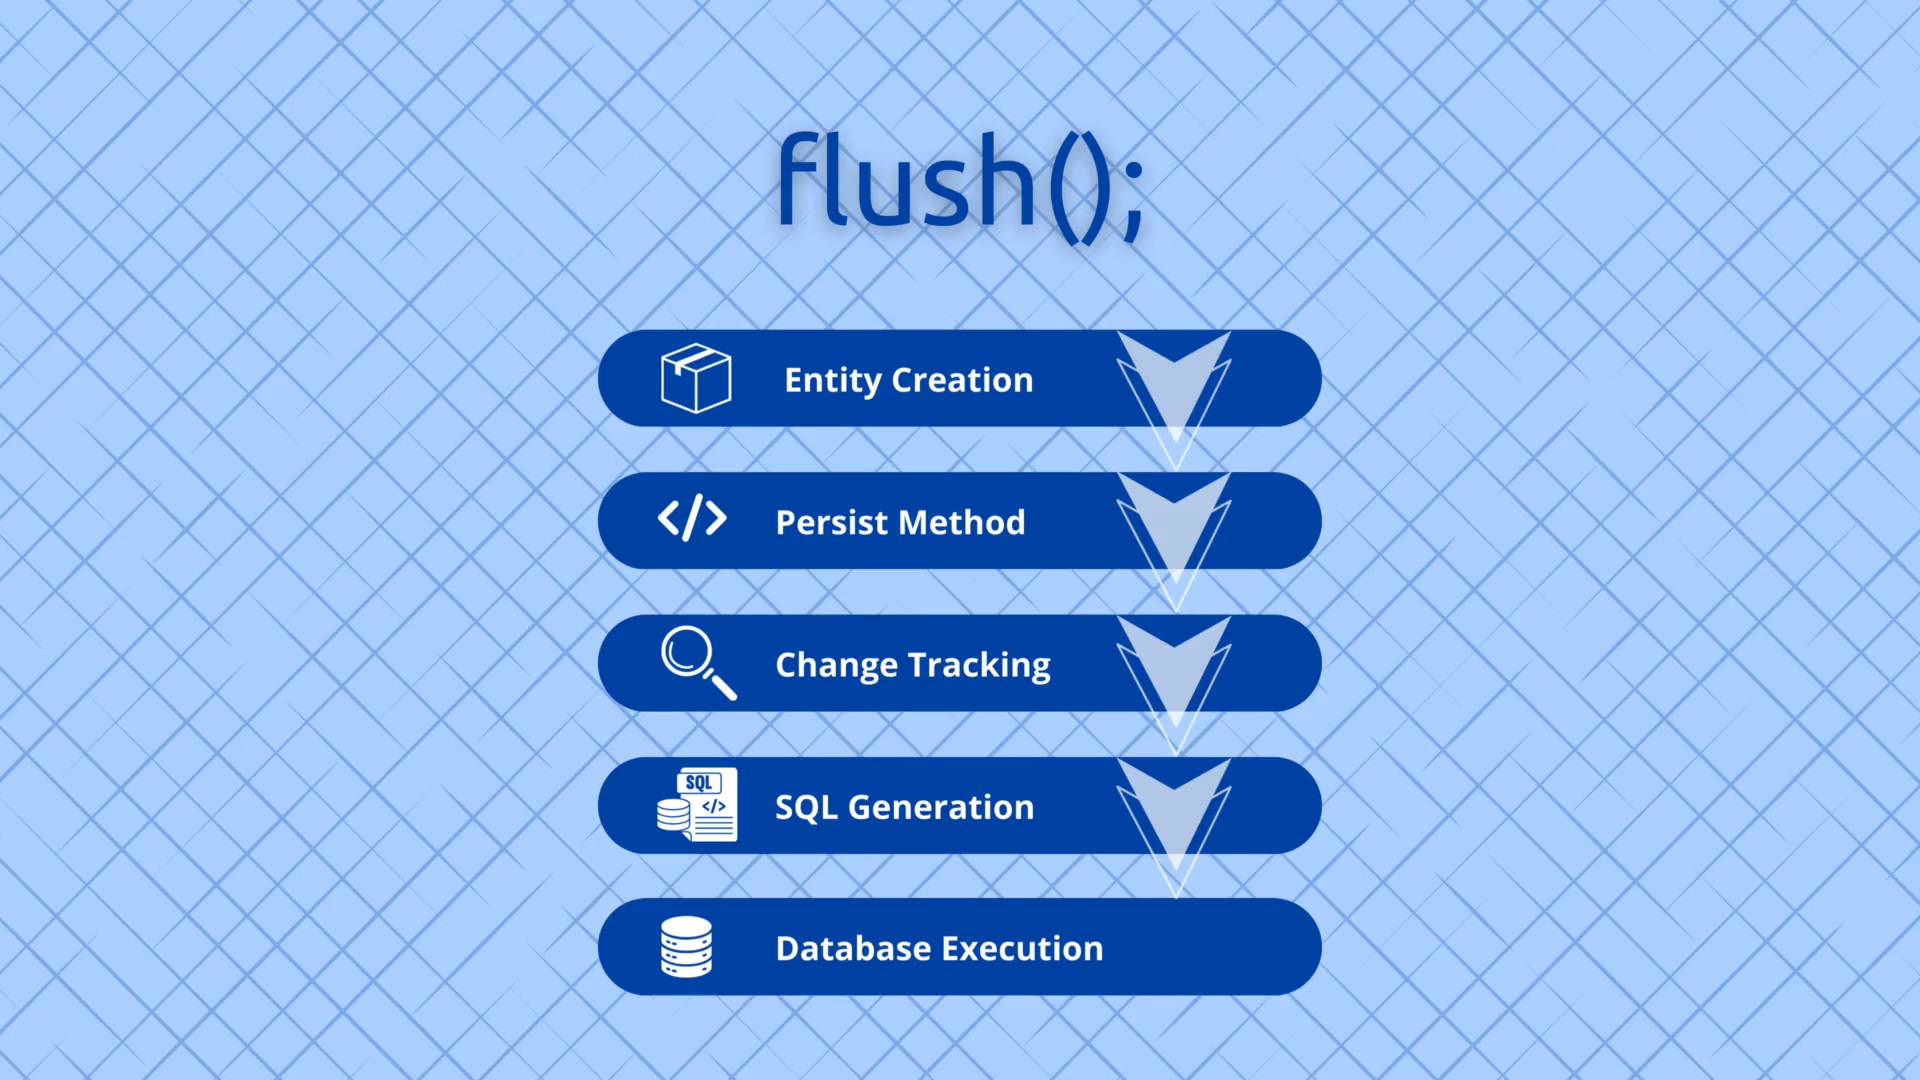 flush();
Entity Creation
</> Persist Method
Change Tracking
SQL
</>
SQL Generation
Database Execution